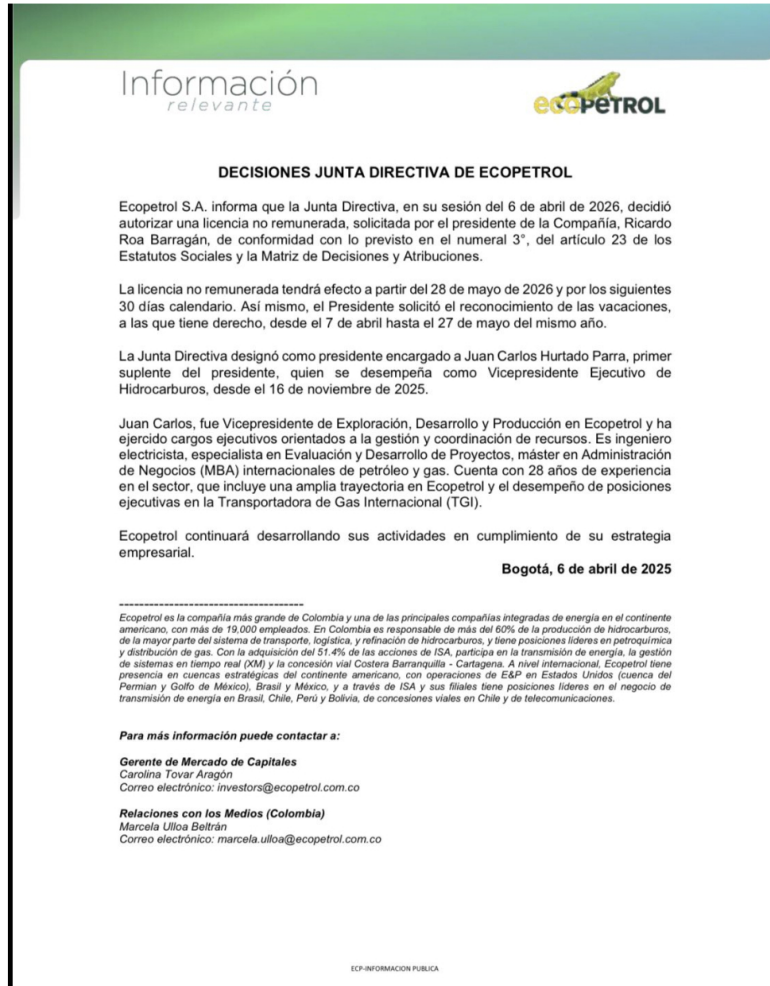 Información
relevante
ecoPETROL
DECISIONES JUNTA DIRECTIVA DE ECOPETROL
Ecopetrol S.A. informa que la Junta Directiva, en su sesión del 6 de abril de 2026, decidió
autorizar una licencia no remunerada, solicitada por el presidente de la Compañía, Ricardo
Roa Barragán, de conformidad con lo previsto en el numeral 3°, del artículo 23 de los
Estatutos Sociales y la Matriz de Decisiones y Atribuciones.
La licencia no remunerada tendrá efecto a partir del 28 de mayo de 2026 y por los siguientes
30 días calendario. Así mismo, el Presidente solicitó el reconocimiento de las vacaciones,
a las que tiene derecho, desde el 7 de abril hasta el 27 de mayo del mismo año.
La Junta Directiva designó como presidente encargado a Juan Carlos Hurtado Parra, primer
suplente del presidente, quien se desempeña como Vicepresidente Ejecutivo de
Hidrocarburos, desde el 16 de noviembre de 2025.
Juan Carlos, fue Vicepresidente de Exploración, Desarrollo y Producción en Ecopetrol y ha
ejercido cargos ejecutivos orientados a la gestión y coordinación de recursos. Es ingeniero
electricista, especialista en Evaluación y Desarrollo de Proyectos, máster en Administración
de Negocios (MBA) internacionales de petróleo y gas. Cuenta con 28 años de experiencia
en el sector, que incluye una amplia trayectoria en Ecopetrol y el desempeño de posiciones
ejecutivas en la Transportadora de Gas Internacional (TGI).
Ecopetrol continuará desarrollando sus actividades en cumplimiento de su estrategia
empresarial.
Bogotá, 6 de abril de 2025
-------------------------------------
Ecopetrol es la compañía más grande de Colombia y una de las principales compañías integradas de energía en el continente
americano, con más de 19,000 empleados. En Colombia es responsable de más del 60% de la producción de hidrocarburos,
de la mayor parte del sistema de transporte, logística, y refinación de hidrocarburos, y tiene posiciones líderes en petroquímica
y distribución de gas. Con la adquisición del 51.4% de las acciones de ISA, participa en la transmisión de energía, la gestión
de sistemas en tiempo real (XM) y la concesión vial Costera Barranquilla - Cartagena. A nivel internacional, Ecopetrol tiene
presencia en cuencas estratégicas del continente americano, con operaciones de E&P en Estados Unidos (cuenca del
Permian y Golfo de México), Brasil y México, y a través de ISA y sus filiales tiene posiciones líderes en el negocio de
transmisión de energía en Brasil, Chile, Perú y Bolivia, de concesiones viales en Chile y de telecomunicaciones.
Para más información puede contactar a:
Gerente de Mercado de Capitales
Carolina Tovar Aragón
Correo electrónico: investors@ecopetrol.com.co
Relaciones con los Medios (Colombia)
Marcela Ulloa Beltrán
Correo electrónico: marcela.ulloa@ecopetrol.com.co
ECP-INFORMACION PUBLICA